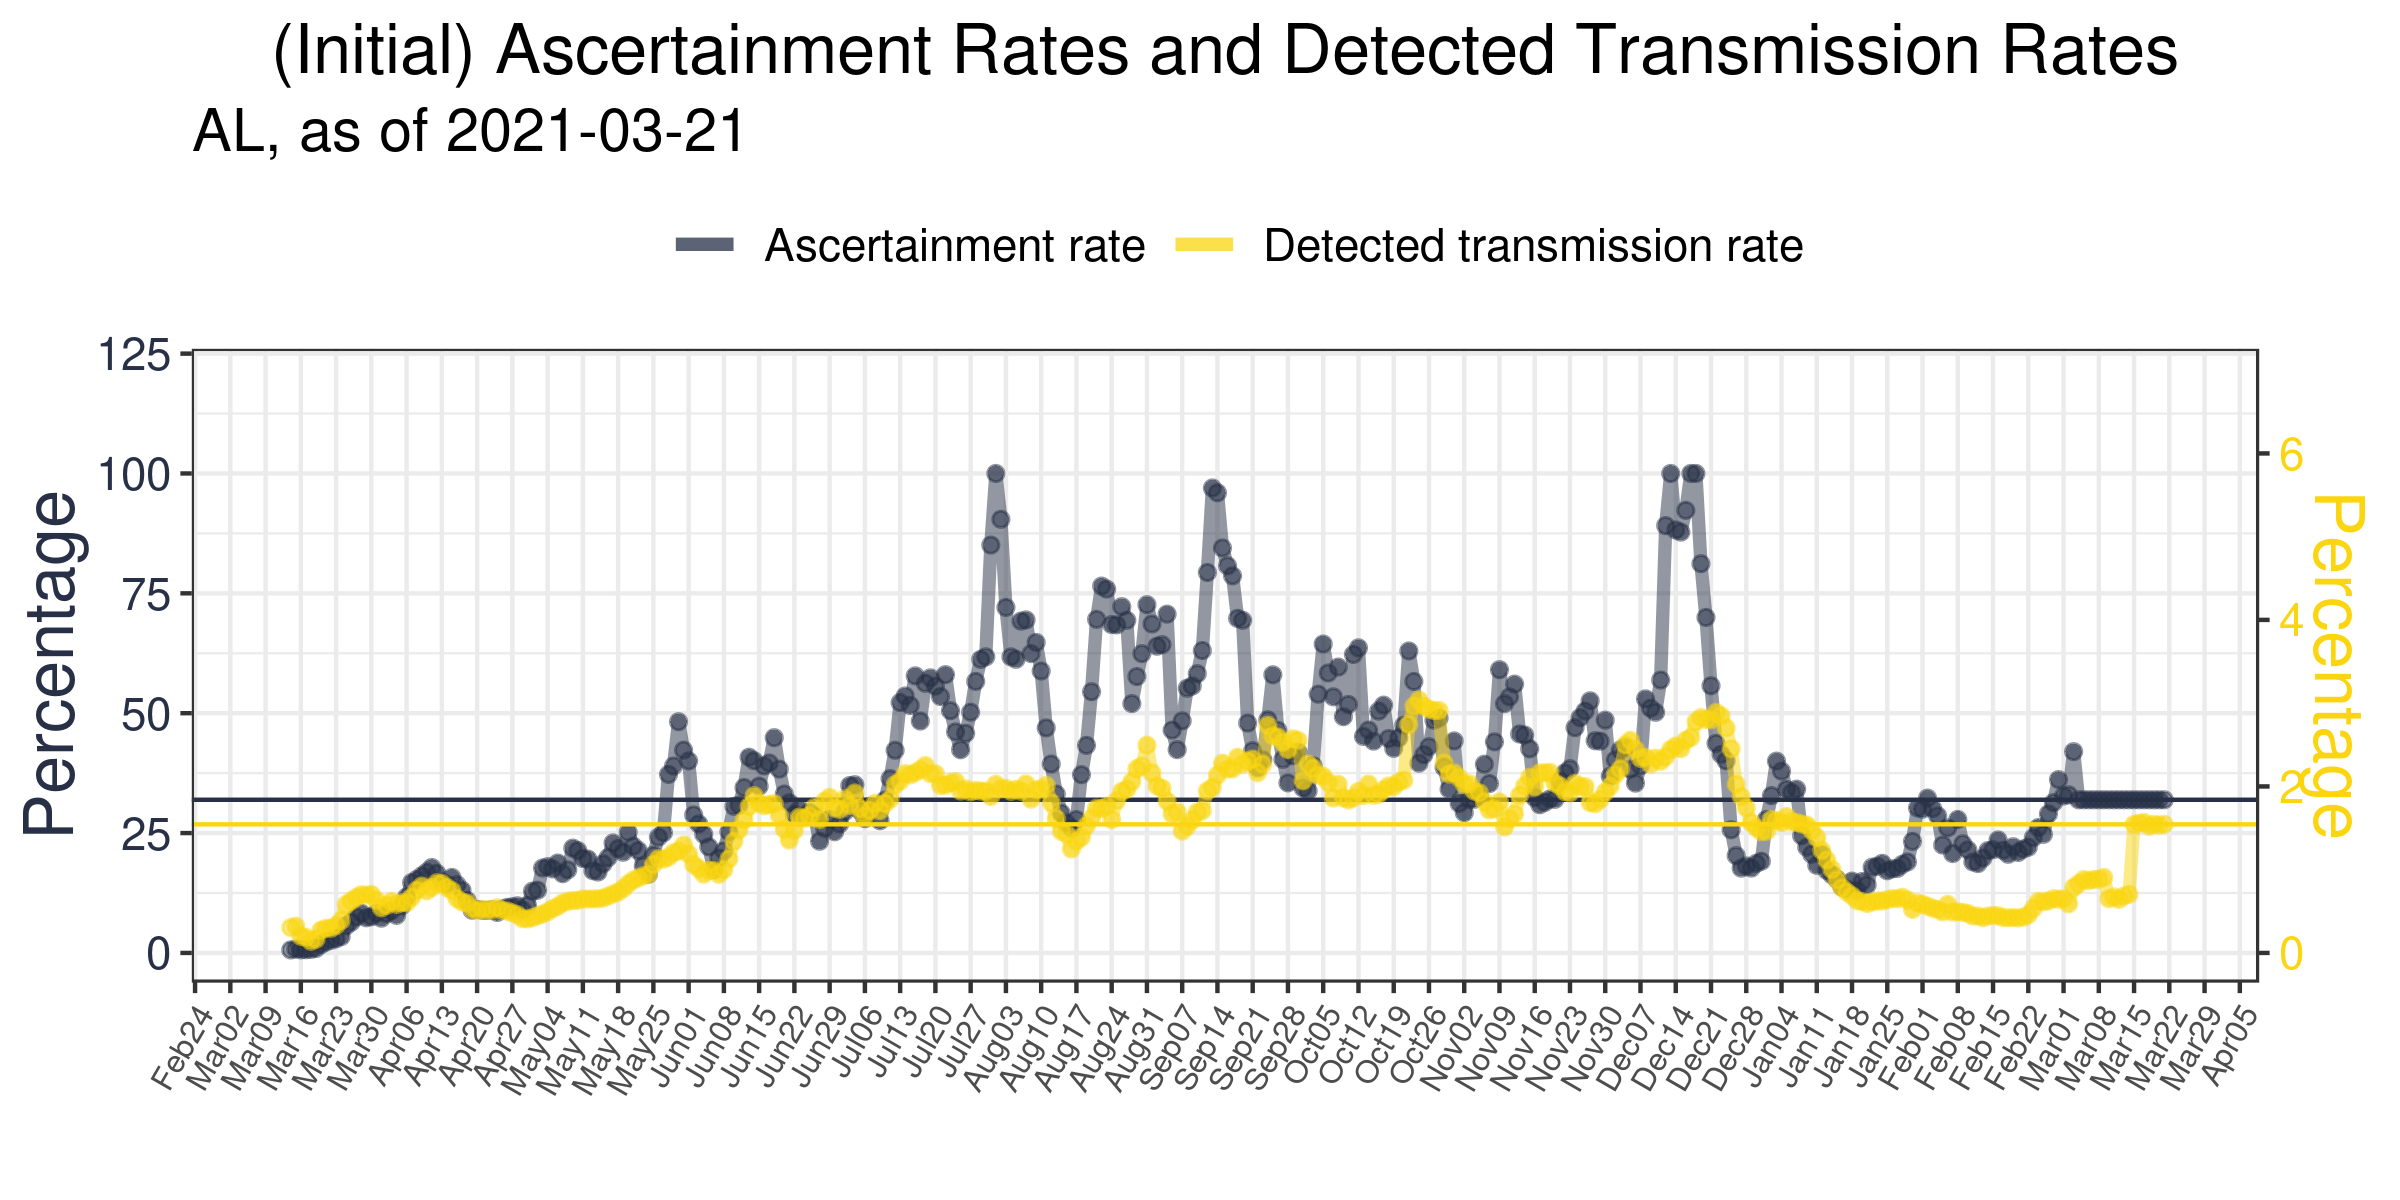 (Initial) Ascertainment Rates and Detected Transmission Rates
AL, as of 2021-03-21
Ascertainment rate
Detected transmission rate
Percentage
125
100
75
50
25
0
6
4
2
0
Percentage
Feb24
Mar02
Mar09
Mar16
Mar23
Mar30
Apr06
Apr13
Apr20
Apr27
May04
May11
May18
May25
Jun01
Jun08
Jun15
Jun22
Jun29
Jul06
Jul13
Jul20
Jul27
Aug03
Aug10
Aug17
Aug24
Aug31
Sep07
Sep14
Sep21
Sep28
Oct05
Oct12
Oct19
Oct26
Nov02
Nov09
Nov16
Nov23
Nov30
Dec07
Dec14
Dec21
Dec28
Jan04
Jan11
Jan18
Jan25
Feb01
Feb08
Feb15
Feb22
Mar01
Mar08
Mar15
Mar22
Mar29
Apr05